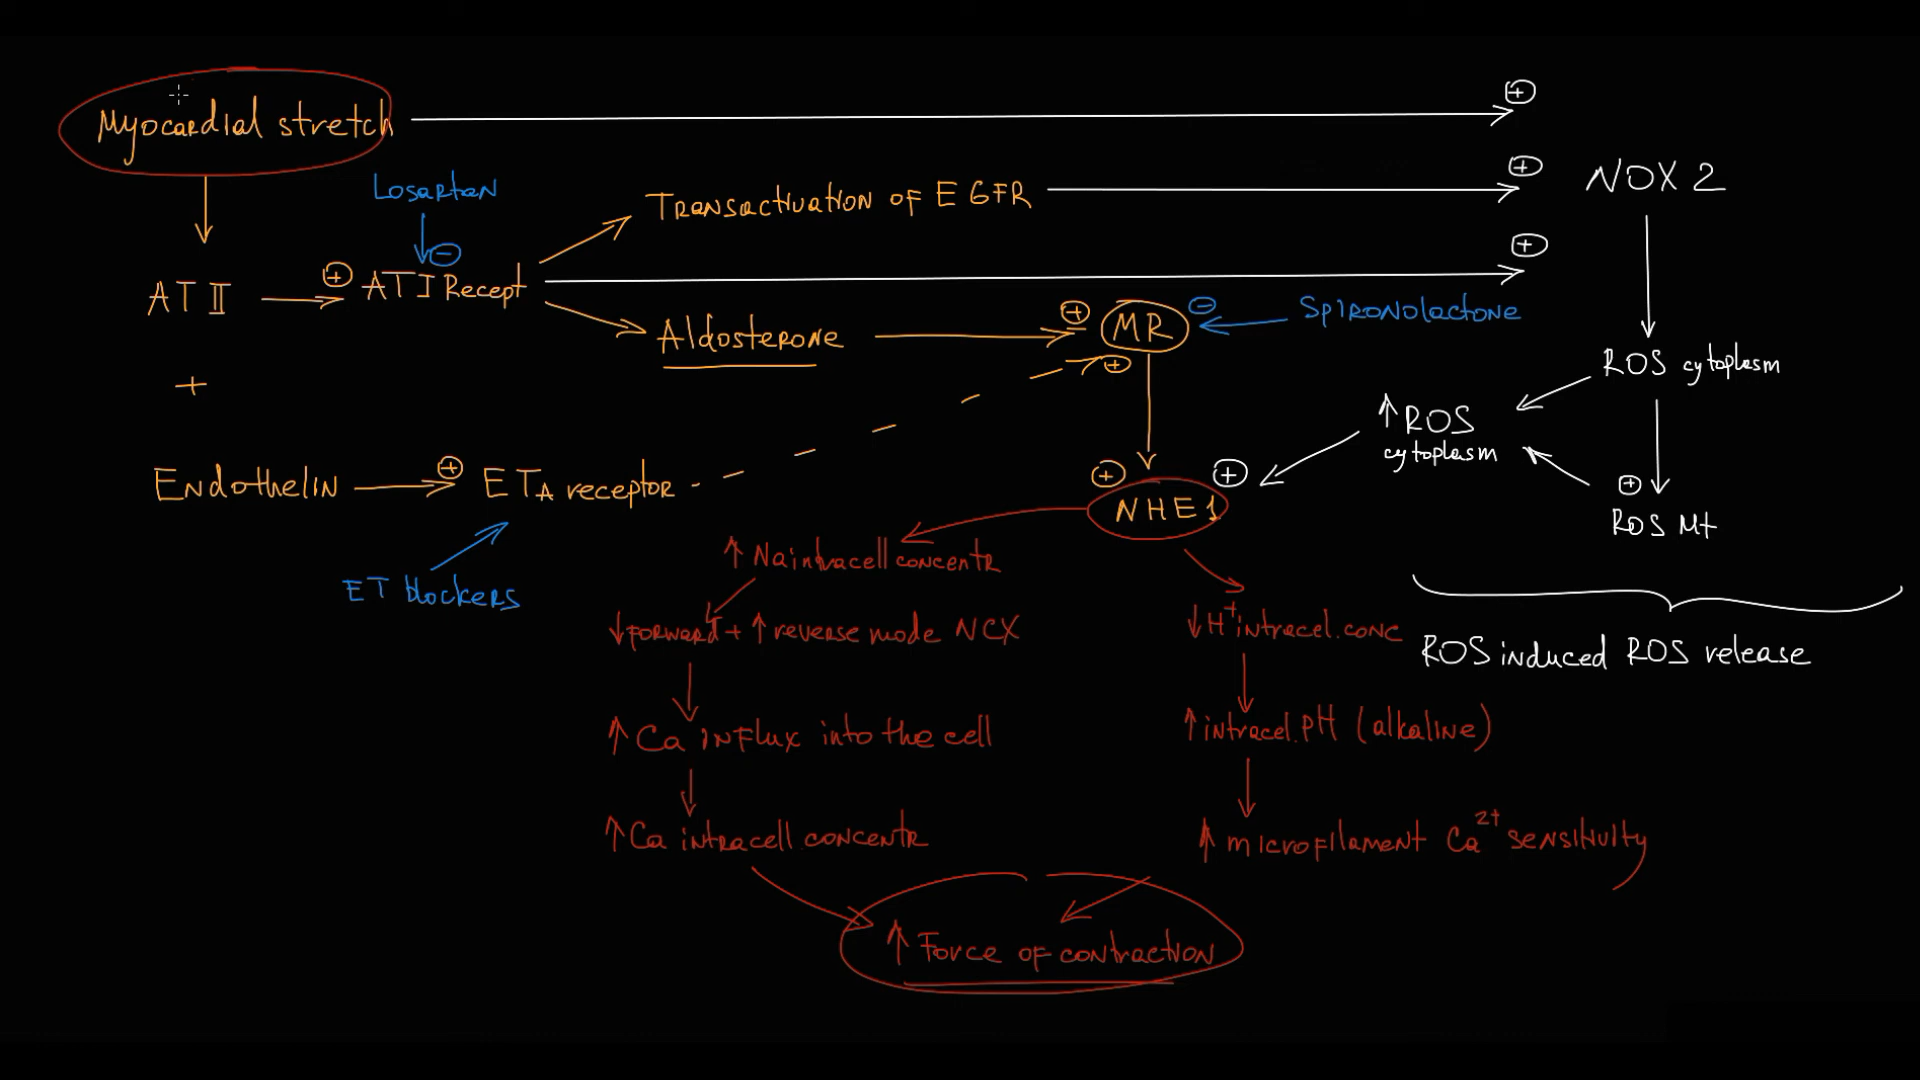 Myocardial stretch
⊕
⊕ NOX 2
Losartan
Transactivation of EGFR
⊖
⊕
AT II ⊕ ATI Recept
⊕ MR ⊖ Spironolactone
Aldosterone
⊕
ROS cytoplasm
+
↑ ROS
cytoplasm
Endothelin ⊕ ETA receptor
⊕ NHE1 ⊕
⊕
ROS Mt
↑ Na intracell concentr
ET blockers
↓ forward + ↑ reverse mode NCX
↓ H+ intracel. conc
ROS induced ROS release
↑ Ca influx into the cell
↑ intracel. pH (alkaline)
↑ Ca intracell concentr
↑ microfilament Ca2+ sensitivity
↑ Force of contraction